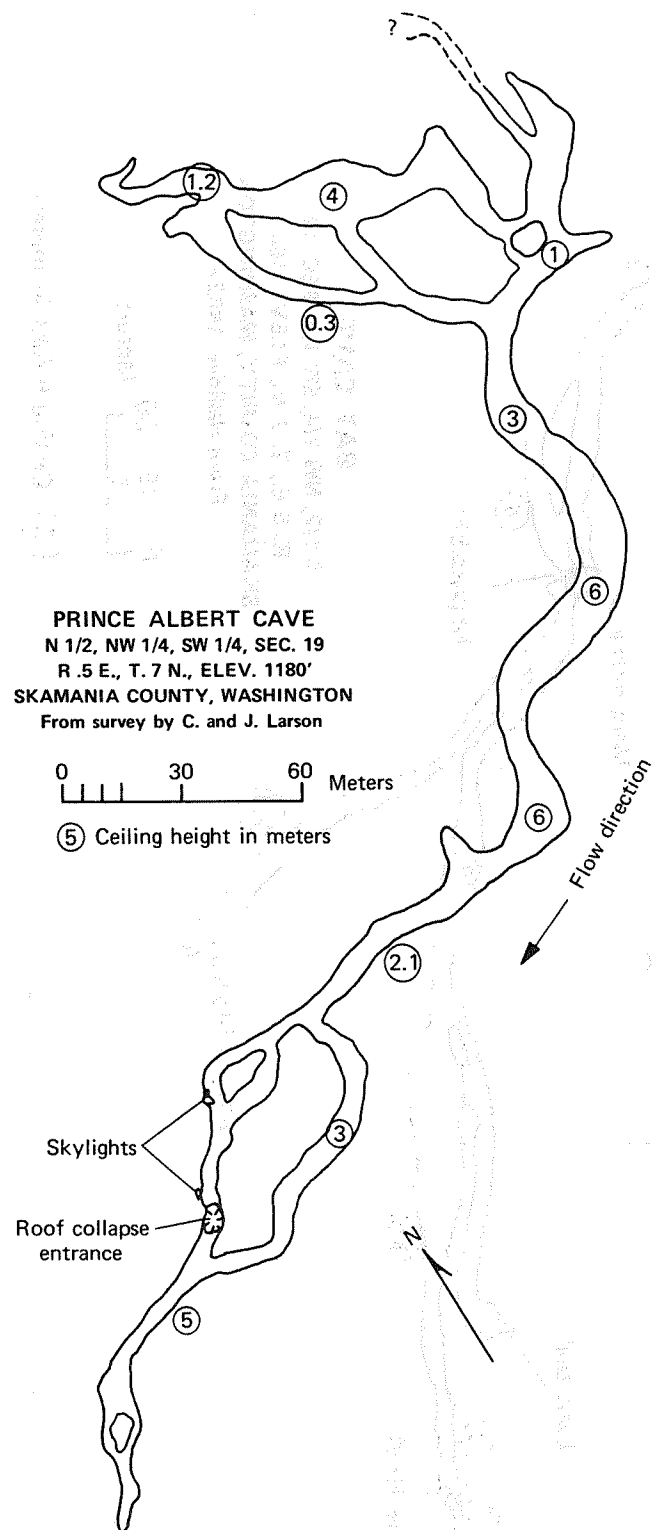 ?
1.2
4
1
0.3
3
6
PRINCE ALBERT CAVE
N 1/2, NW 1/4, SW 1/4, SEC. 19
R .5 E., T. 7 N., ELEV. 1180'
SKAMANIA COUNTY, WASHINGTON
From survey by C. and J. Larson
0 30 60 Meters
5 Ceiling height in meters
6
Flow direction
2.1
Skylights
3
Roof collapse
entrance
N
5